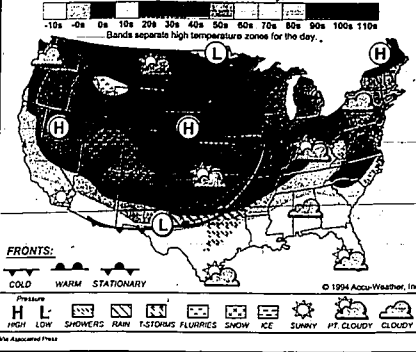 -10s -0s 0s 10s 20s 30s 40s 50s 60s 70s 80s 90s 100s 110s
Bands separate high temperature zones for the day.
L
H
H
H
L
FRONTS:
COLD WARM STATIONARY
© 1994 Accu-Weather, In
Pressure
H L
HIGH LOW SHOWERS RAIN T-STORMS FLURRIES SNOW ICE SUNNY PT. CLOUDY CLOUDY
Via Associated Press